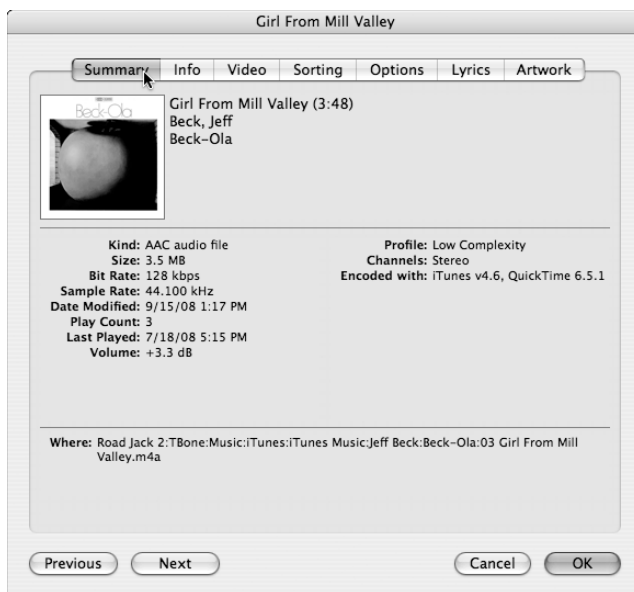 Girl From Mill Valley
Summary Info Video Sorting Options Lyrics Artwork
Beck-Ola
Girl From Mill Valley (3:48)
Beck, Jeff
Beck-Ola
Kind: AAC audio file
Size: 3.5 MB
Bit Rate: 128 kbps
Sample Rate: 44.100 kHz
Date Modified: 9/15/08 1:17 PM
Play Count: 3
Last Played: 7/18/08 5:15 PM
Volume: +3.3 dB
Profile: Low Complexity
Channels: Stereo
Encoded with: iTunes v4.6, QuickTime 6.5.1
Where: Road Jack 2:TBone:Music:iTunes:iTunes Music:Jeff Beck:Beck-Ola:03 Girl From Mill
Valley.m4a
Previous Next Cancel OK